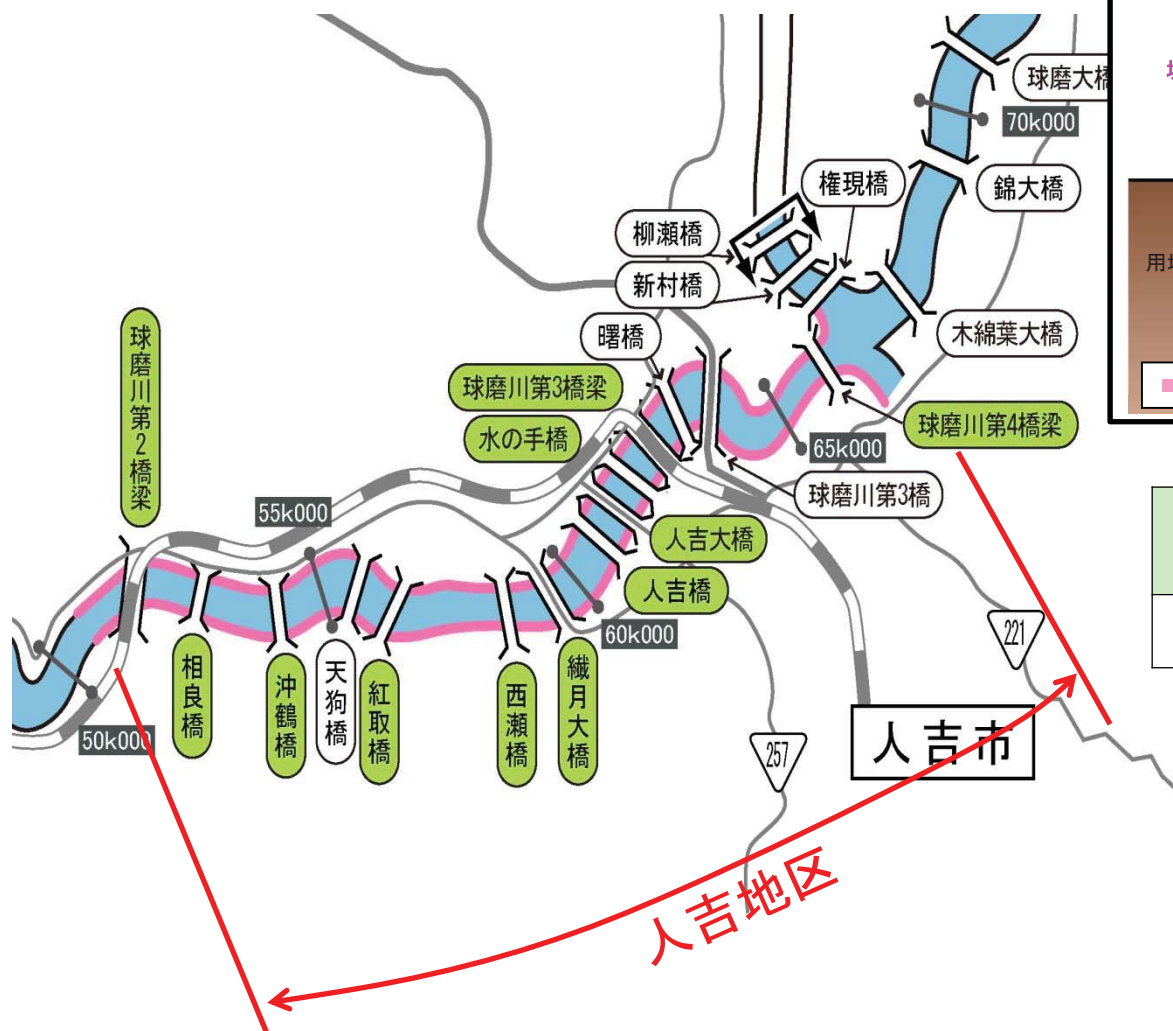 球磨大橋
70k000
権現橋
錦大橋
柳瀬橋
新村橋
木綿葉大橋
曙橋
球磨川第2橋梁
球磨川第3橋梁
水の手橋
球磨川第4橋梁
65k000
球磨川第3橋
55k000
人吉大橋
人吉橋
60k000
221
相良橋
沖鶴橋
天狗橋
紅取橋
西瀬橋
繊月大橋
50k000
257
人吉市
人吉地区